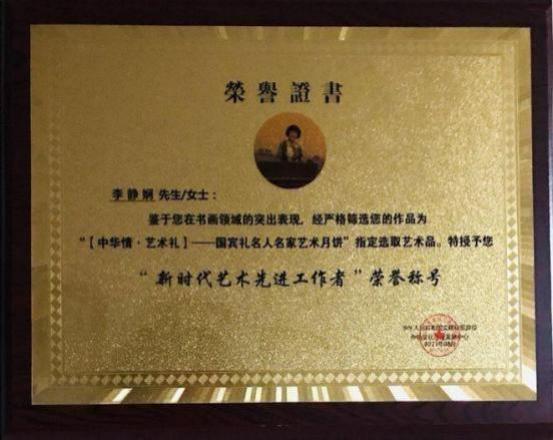 榮譽證書
李静娴 先生/女士：
鉴于您在书画领域的突出表现，经严格筛选您的作品为
“【中华情·艺术礼】——国宾礼名人名家艺术月饼”指定选取艺术品。特授予您
“新时代艺术先进工作者”荣誉称号